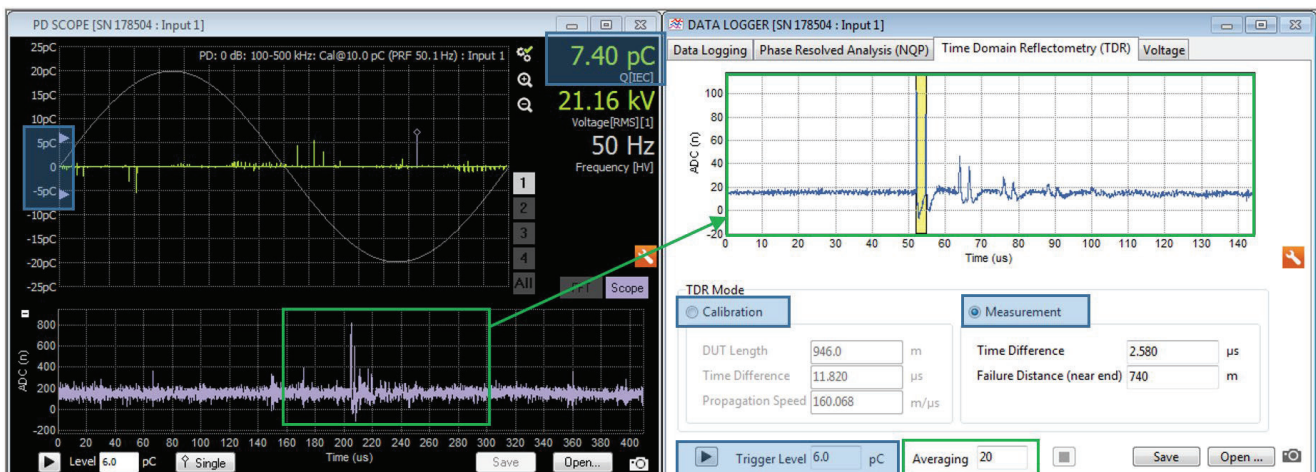 PD SCOPE [SN 178504 : Input 1]
25pC
20pC
15pC
10pC
5pC
0
-5pC
-10pC
-15pC
-20pC
-25pC
PD: 0 dB: 100-500 kHz: Cal@10.0 pC (PRF 50.1Hz) : Input 1
7.40 pC
Q[IEC]
21.16 kV
Voltage[RMS][1]
50 Hz
Frequency [HV]
1
2
3
4
All
Scope
ADC (n)
800
600
400
200
0
-200
0 20 40 60 80 100 120 140 160 180 200 220 240 260 280 300 320 340 360 380 400
Time (us)
Level 6.0 pC Single Save Open...
DATA LOGGER [SN 178504 : Input 1]
Data Logging Phase Resolved Analysis (NQP) Time Domain Reflectometry (TDR) Voltage
ADC (n)
100
80
60
40
20
0
-20
0 10 20 30 40 50 60 70 80 90 100 110 120 130 140
Time (us)
TDR Mode
Calibration
DUT Length 946.0 m
Time Difference 11.820 µs
Propagation Speed 160.068 m/µs
Measurement
Time Difference 2.580 µs
Failure Distance (near end) 740 m
Trigger Level 6.0 pC Averaging 20 Save Open ...